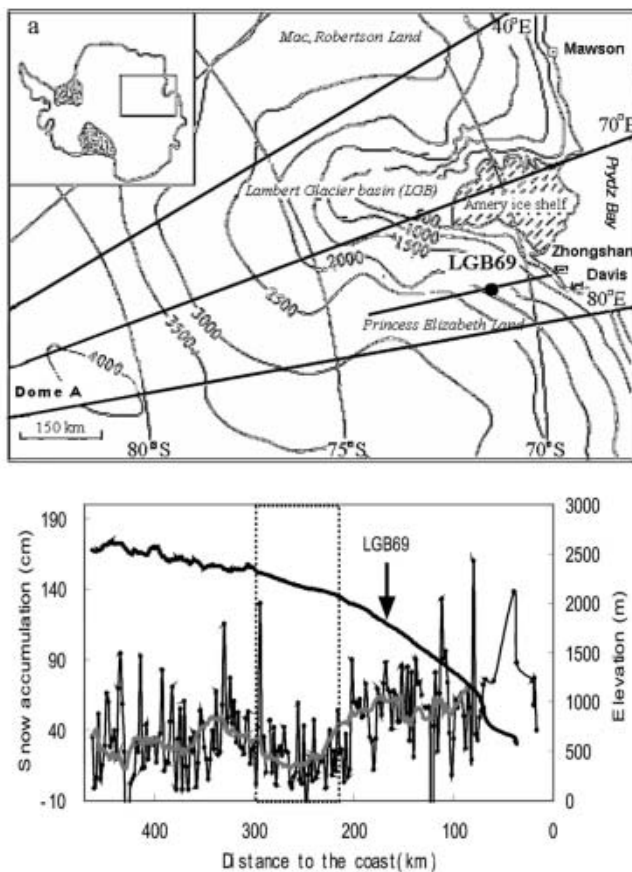 a
Mac, Robertson Land
40°E
Mawson
70°E
Prydz Bay
Lambert Glacier basin (LGB)
Amery ice shelf
1000
1500
2000
2500
3000
3500
4000
LGB69
Zhongshan
Davis
80°E
Princess Elizabeth Land
Dome A
150 km
80°S
75°S
70°S
Snow accumulation (cm)
190
140
90
40
-10
LGB69
3000
2500
2000
1500
1000
500
0
Elevation (m)
400
300
200
100
0
Distance to the coast(km)